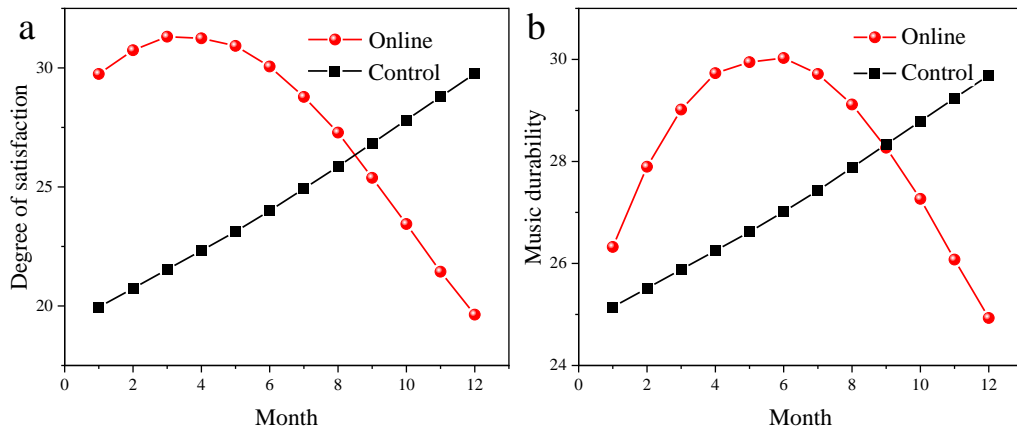 a
Online
Control
30
25
20
Degree of satisfaction
0 2 4 6 8 10 12
Month
b
Online
Control
30
28
26
24
Music durability
0 2 4 6 8 10 12
Month